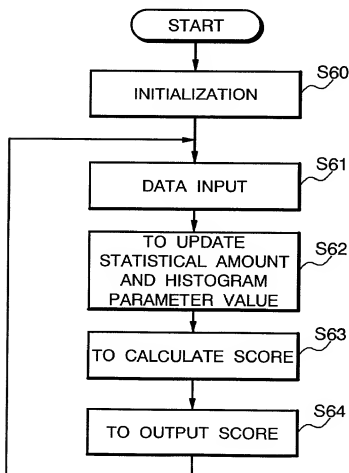 START
S60
INITIALIZATION
S61
DATA INPUT
S62
TO UPDATE
STATISTICAL AMOUNT
AND HISTOGRAM
PARAMETER VALUE
S63
TO CALCULATE SCORE
S64
TO OUTPUT SCORE